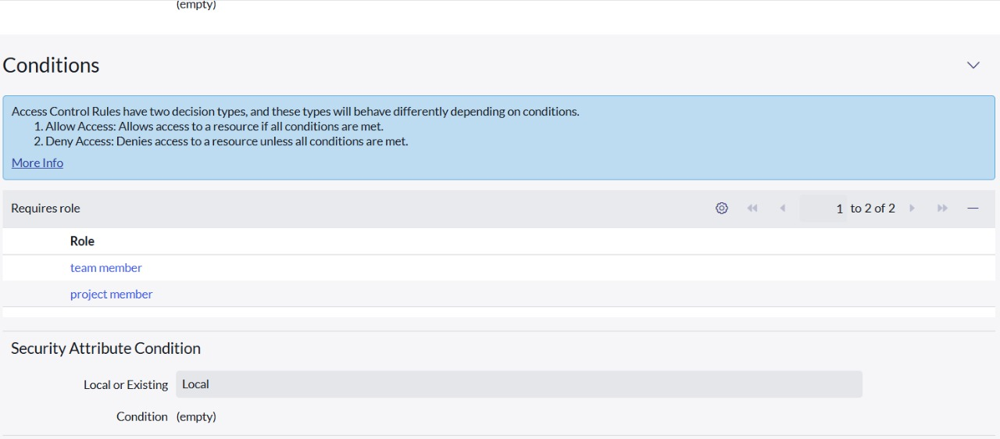 (empty)
Conditions
Access Control Rules have two decision types, and these types will behave differently depending on conditions.
1. Allow Access: Allows access to a resource if all conditions are met.
2. Deny Access: Denies access to a resource unless all conditions are met.
More Info
Requires role 1 to 2 of 2
Role
team member
project member
Security Attribute Condition
Local or Existing Local
Condition (empty)